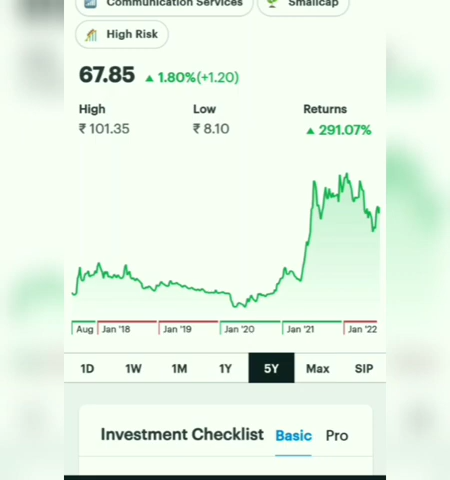 Communication Services Smallcap
High Risk
67.85 ▲ 1.80% (+1.20)
High Low Returns
₹ 101.35 ₹ 8.10 ▲ 291.07%
Aug Jan '18 Jan '19 Jan '20 Jan '21 Jan '22
1D 1W 1M 1Y 5Y Max SIP
Investment Checklist Basic Pro